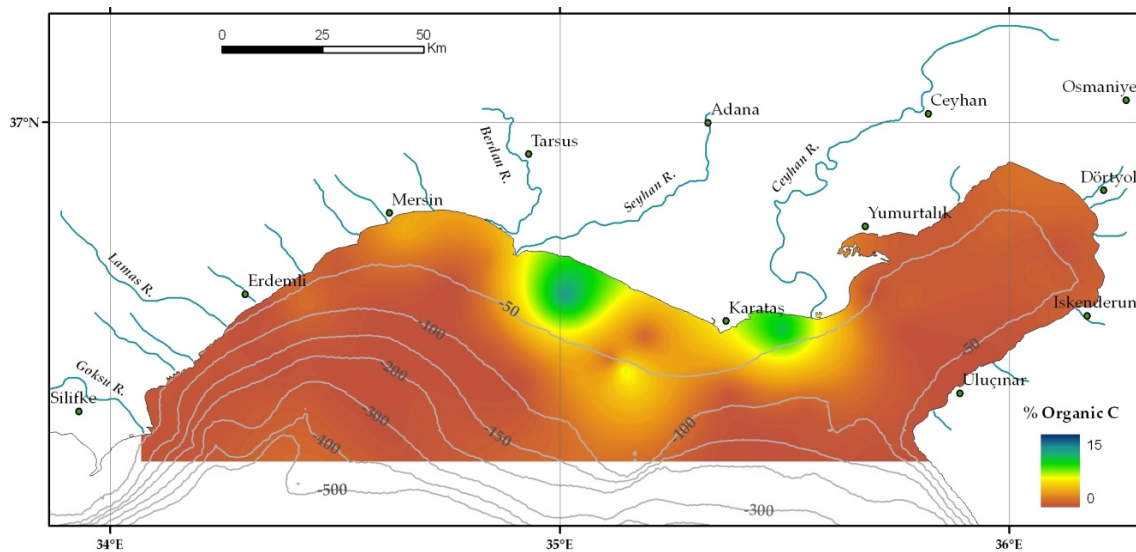 0 25 50
Km
Osmaniye
37°N
Ceyhan
Adana
Berdan R.
Tarsus
Ceyhan R.
Seyhan R.
Dörtyol
Mersin
Yumurtalık
Lamas R.
Erdemli
Iskenderun
-50
Karataş
-100
-50
Goksu R.
-200
Uluçınar
Silifke
-300
-150
-100
% Organic C
-400
15
-500
0
-300
34°E 35°E 36°E